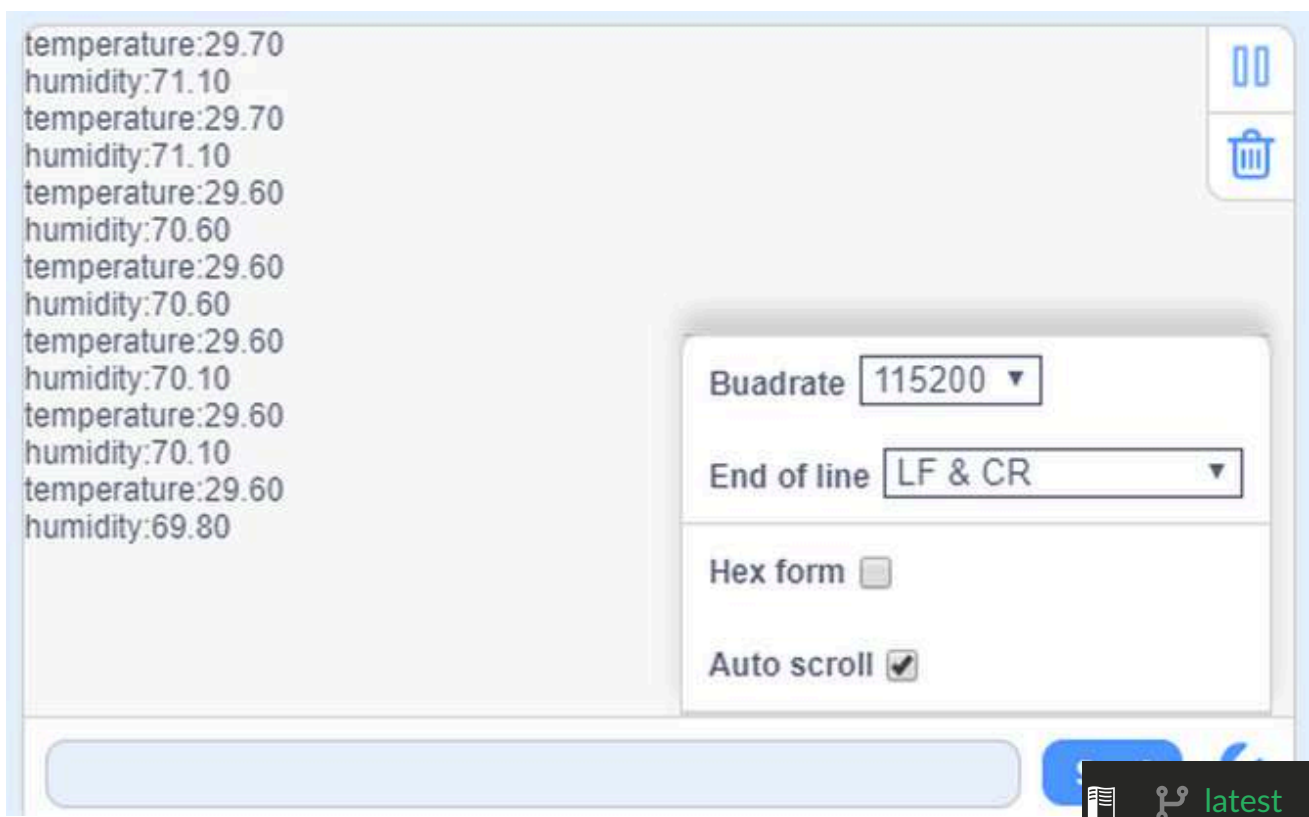 temperature:29.70
humidity:71.10
temperature:29.70
humidity:71.10
temperature:29.60
humidity:70.60
temperature:29.60
humidity:70.60
temperature:29.60
humidity:70.10
temperature:29.60
humidity:70.10
temperature:29.60
humidity:69.80
Buadrate 115200
End of line LF & CR
Hex form
Auto scroll
latest